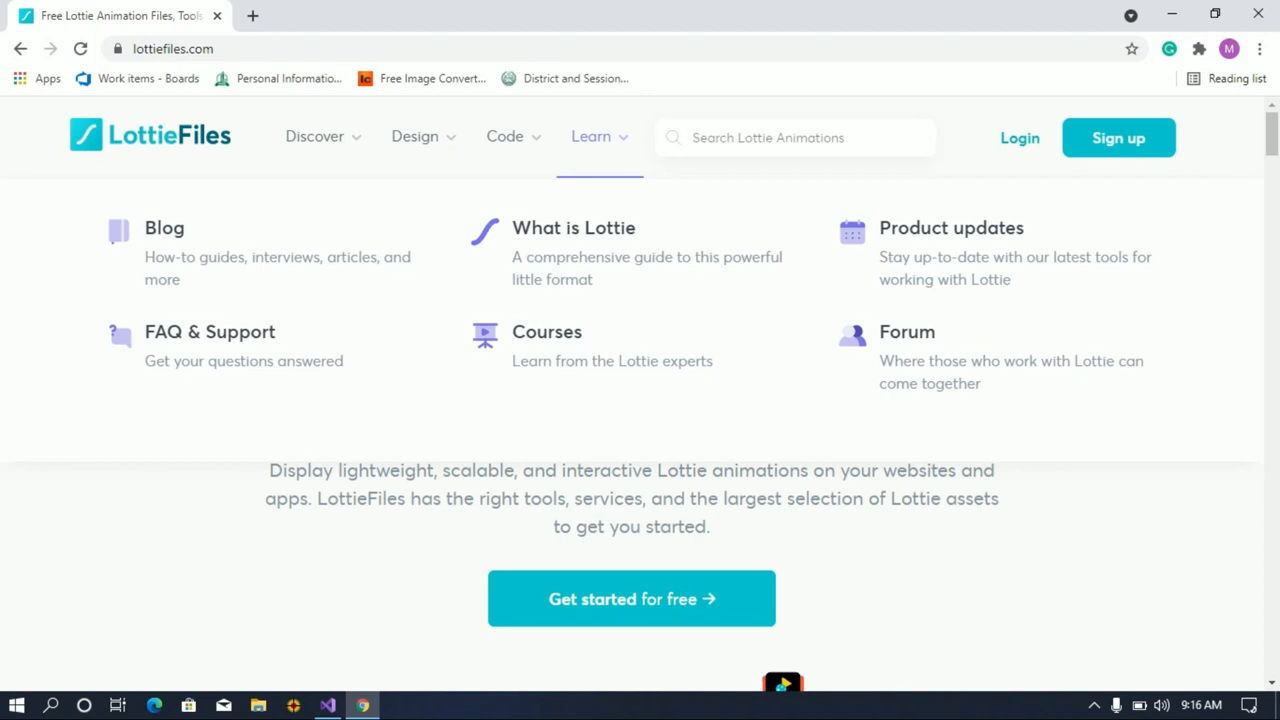 Free Lottie Animation Files, Tools
lottiefiles.com
M
Apps
Work items - Boards
Personal Informatio...
lc
Free Image Convert...
District and Session...
Reading list
LottieFiles
Discover
Design
Code
Learn
Search Lottie Animations
Login
Sign up
Blog
How-to guides, interviews, articles, and
more
What is Lottie
A comprehensive guide to this powerful
little format
Product updates
Stay up-to-date with our latest tools for
working with Lottie
FAQ & Support
Get your questions answered
Courses
Learn from the Lottie experts
Forum
Where those who work with Lottie can
come together
Display lightweight, scalable, and interactive Lottie animations on your websites and
apps. LottieFiles has the right tools, services, and the largest selection of Lottie assets
to get you started.
Get started for free →
9:16 AM